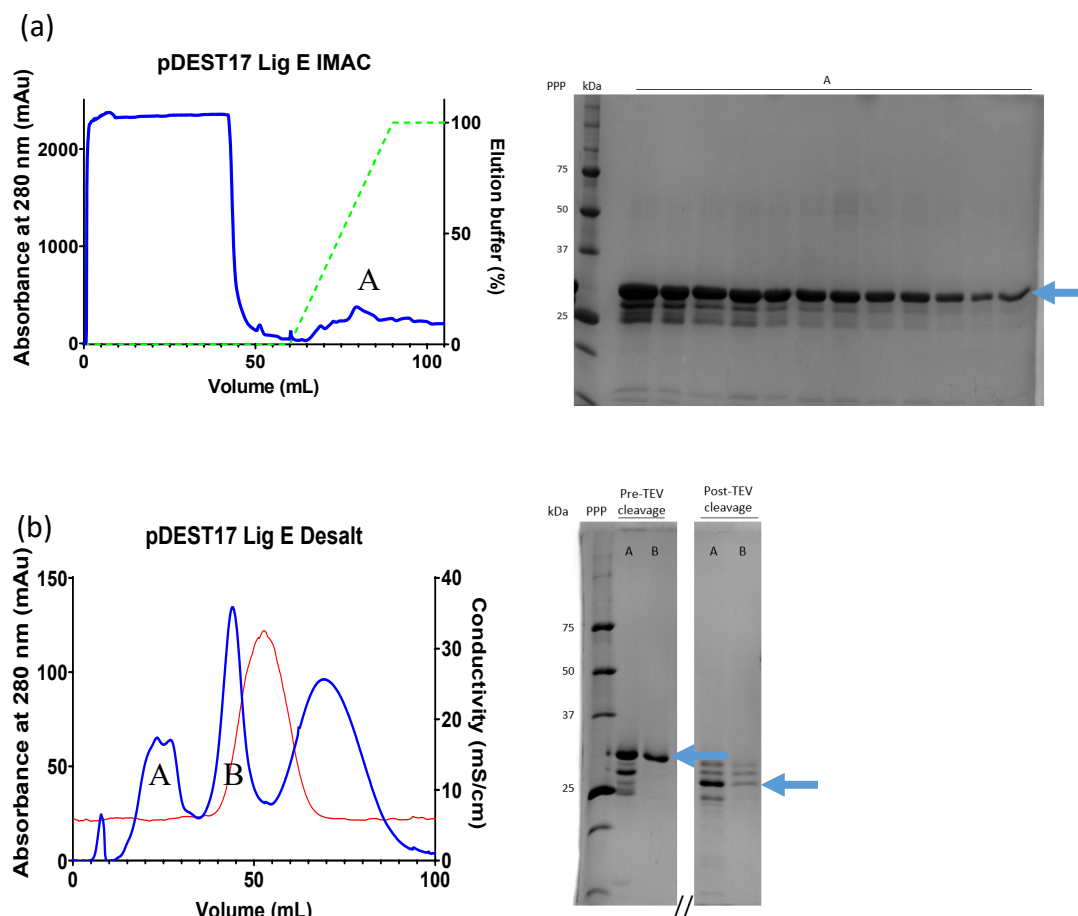 (a)
pDEST17 Lig E IMAC
Absorbance at 280 nm (mAu)
2000
1000
0
A
100
50
0
Elution buffer (%)
0
50
100
Volume (mL)
PPP
kDa
A
75
50
37
25
(b)
pDEST17 Lig E Desalt
Absorbance at 280 nm (mAu)
150
100
50
0
A
B
40
30
20
10
0
Conductivity (mS/cm)
0
50
100
Volume (mL)
kDa
PPP
Pre-TEV
cleavage
Post-TEV
cleavage
A
B
A
B
75
50
37
25
//